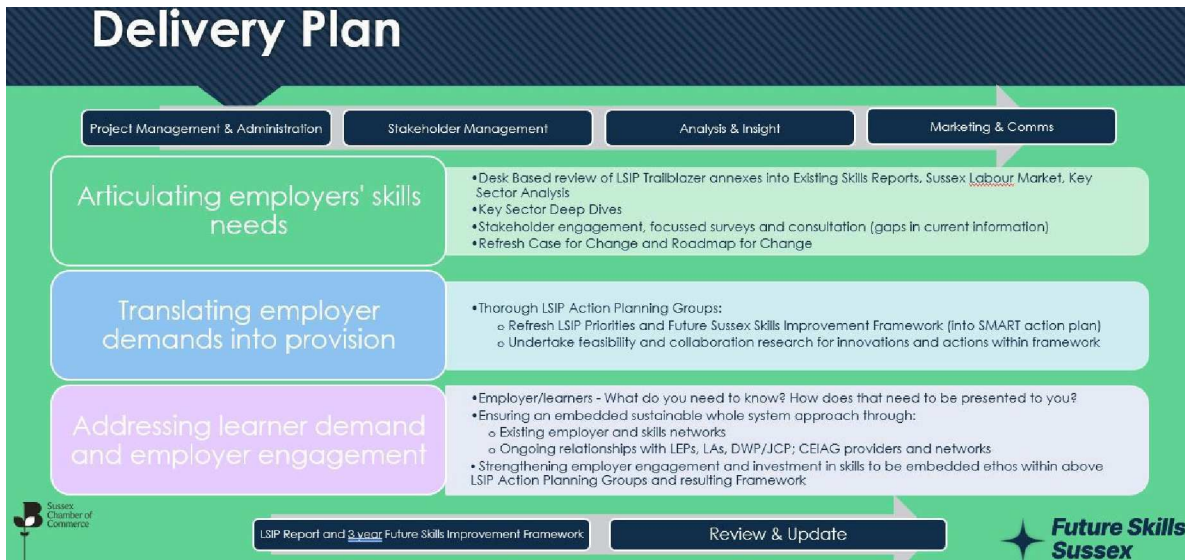 Delivery Plan
Project Management & Administration
Stakeholder Management
Analysis & Insight
Marketing & Comms
Articulating employers' skills
needs
•Desk Based review of LSIP Trailblazer annexes into Existing Skills Reports, Sussex Labour Market, Key
Sector Analysis
•Key Sector Deep Dives
•Stakeholder engagement, focussed surveys and consultation (gaps in current information)
•Refresh Case for Change and Roadmap for Change
Translating employer
demands into provision
•Thorough LSIP Action Planning Groups:
o Refresh LSIP Priorities and Future Sussex Skills Improvement Framework (into SMART action plan)
o Undertake feasibility and collaboration research for innovations and actions within framework
Addressing learner demand
and employer engagement
•Employer/learners - What do you need to know? How does that need to be presented to you?
•Ensuring an embedded sustainable whole system approach through:
o Existing employer and skills networks
o Ongoing relationships with LEPs, LAs, DWP/JCP; CEIAG providers and networks
• Strengthening employer engagement and investment in skills to be embedded ethos within above
LSIP Action Planning Groups and resulting Framework
Sussex
Chamber of
Commerce
LSIP Report and 3 year Future Skills Improvement Framework
Review & Update
Future Skills
Sussex